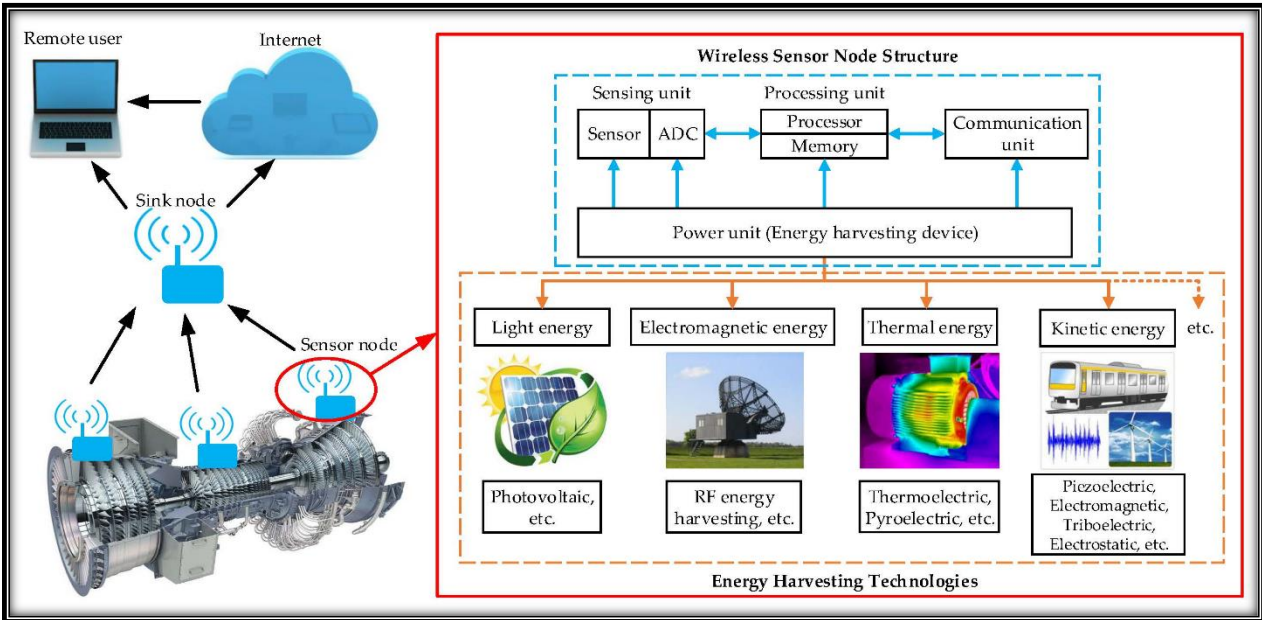 Remote user
Internet
Sink node
Sensor node
Wireless Sensor Node Structure
Sensing unit
Processing unit
Sensor
ADC
Processor
Memory
Communication
unit
Power unit (Energy harvesting device)
Light energy
Electromagnetic energy
Thermal energy
Kinetic energy
etc.
Photovoltaic,
etc.
RF energy
harvesting, etc.
Thermoelectric,
Pyroelectric, etc.
Piezoelectric,
Electromagnetic,
Triboelectric,
Electrostatic, etc.
Energy Harvesting Technologies